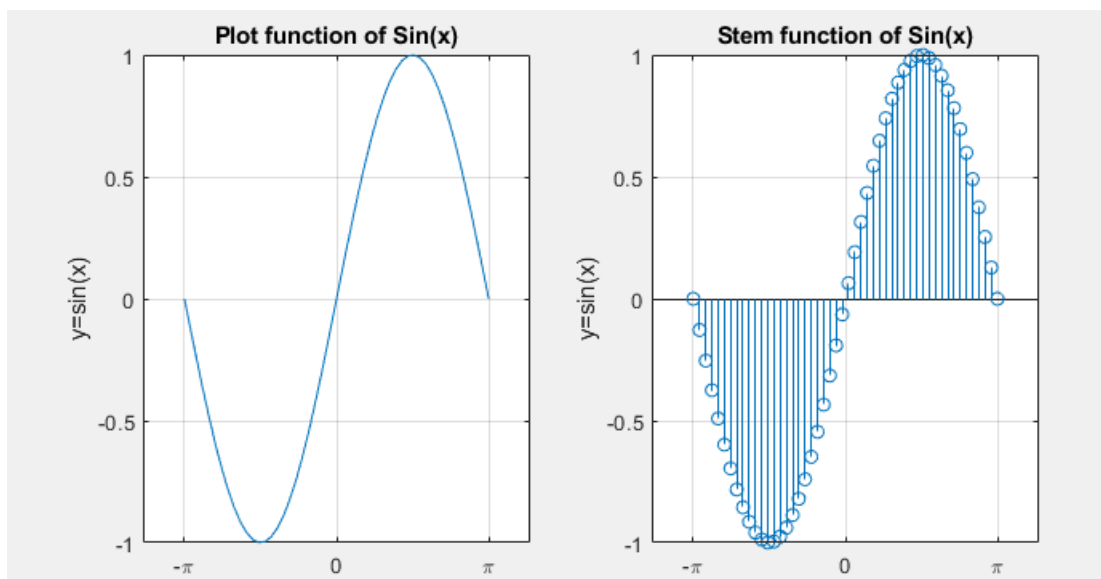 Plot function of Sin(x)
1
0.5
0
-0.5
-1
y=sin(x)
-π
0
π
Stem function of Sin(x)
1
0.5
0
-0.5
-1
y=sin(x)
-π
0
π